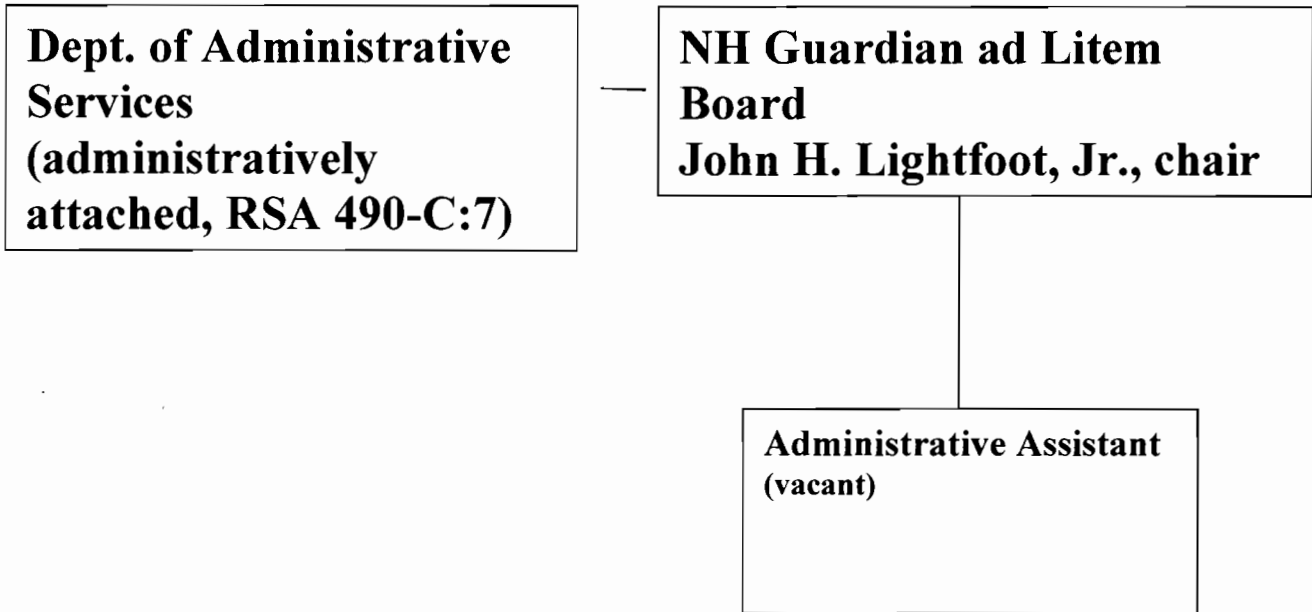 Dept. of Administrative
Services
(administratively
attached, RSA 490-C:7)
NH Guardian ad Litem
Board
John H. Lightfoot, Jr., chair
Administrative Assistant
(vacant)